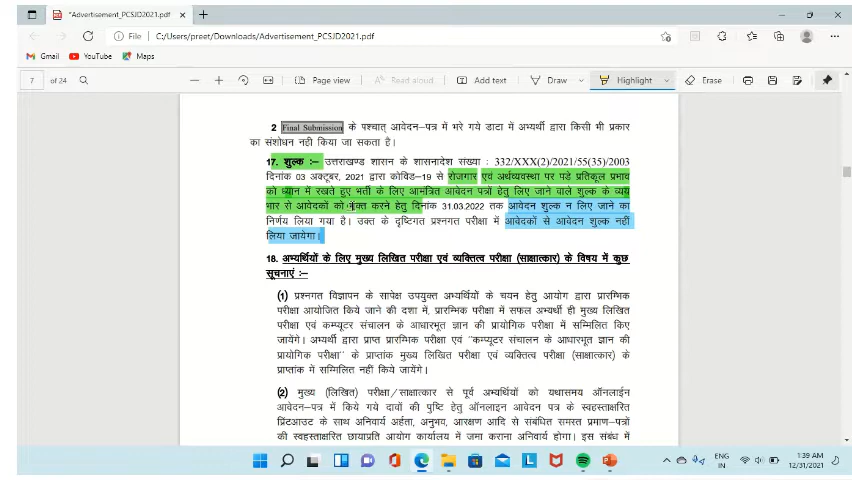 *Advertisement_PCSJD2021.pdf
File C:/Users/preet/Downloads/Advertisement_PCSJD2021.pdf
Gmail YouTube Maps
7 of 24 Page view Read aloud Add text Draw Highlight Erase
2 Final Submission के पश्चात् आवेदन–पत्र में भरे गये डाटा में अभ्यर्थी द्वारा किसी भी प्रकार
का संशोधन नही किया जा सकता है।
17. शुल्क :– उत्तराखण्ड शासन के शासनादेश संख्या : 332/XXX(2)/2021/55(35)/2003
दिनांक 03 अक्टूबर, 2021 द्वारा कोविड–19 से रोजगार एवं अर्थव्यवस्था पर पड़े प्रतिकूल प्रभाव
को ध्यान में रखते हुए भर्ती के लिए आमंत्रित आवेदन पत्रों हेतु लिए जाने वाले शुल्क के व्यय
भार से आवेदकों को मुक्त करने हेतु दिनांक 31.03.2022 तक आवेदन शुल्क न लिए जाने का
निर्णय लिया गया है। उक्त के दृष्टिगत प्रश्नगत परीक्षा में आवेदकों से आवेदन शुल्क नहीं
लिया जायेगा।
18. अभ्यर्थियों के लिए मुख्य लिखित परीक्षा एवं व्यक्तित्व परीक्षा (साक्षात्कार) के विषय में कुछ
सूचनाएं :–
(1) प्रश्नगत विज्ञापन के सापेक्ष उपयुक्त अभ्यर्थियों के चयन हेतु आयोग द्वारा प्रारम्भिक
परीक्षा आयोजित किये जाने की दशा में, प्रारम्भिक परीक्षा में सफल अभ्यर्थी ही मुख्य लिखित
परीक्षा एवं कम्प्यूटर संचालन के आधारभूत ज्ञान की प्रायोगिक परीक्षा में सम्मिलित किए
जायेंगे। अभ्यर्थी द्वारा प्राप्त प्रारम्भिक परीक्षा एवं “कम्प्यूटर संचालन के आधारभूत ज्ञान की
प्रायोगिक परीक्षा” के प्राप्तांक मुख्य लिखित परीक्षा एवं व्यक्तित्व परीक्षा (साक्षात्कार) के
प्राप्तांक में सम्मिलित नहीं किये जायेंगे।
(2) मुख्य (लिखित) परीक्षा/साक्षात्कार से पूर्व अभ्यर्थियों को यथासमय ऑनलाईन
आवेदन–पत्र में किये गये दावों की पुष्टि हेतु ऑनलाइन आवेदन पत्र के स्वहस्ताक्षरित
प्रिंटआउट के साथ अनिवार्य अर्हता, अनुभव, आरक्षण आदि से संबंधित समस्त प्रमाण–पत्रों
की स्वहस्ताक्षरित छायाप्रति आयोग कार्यालय में जमा कराना अनिवार्य होगा। इस संबंध में
ENG
IN
1:39 AM
12/31/2021